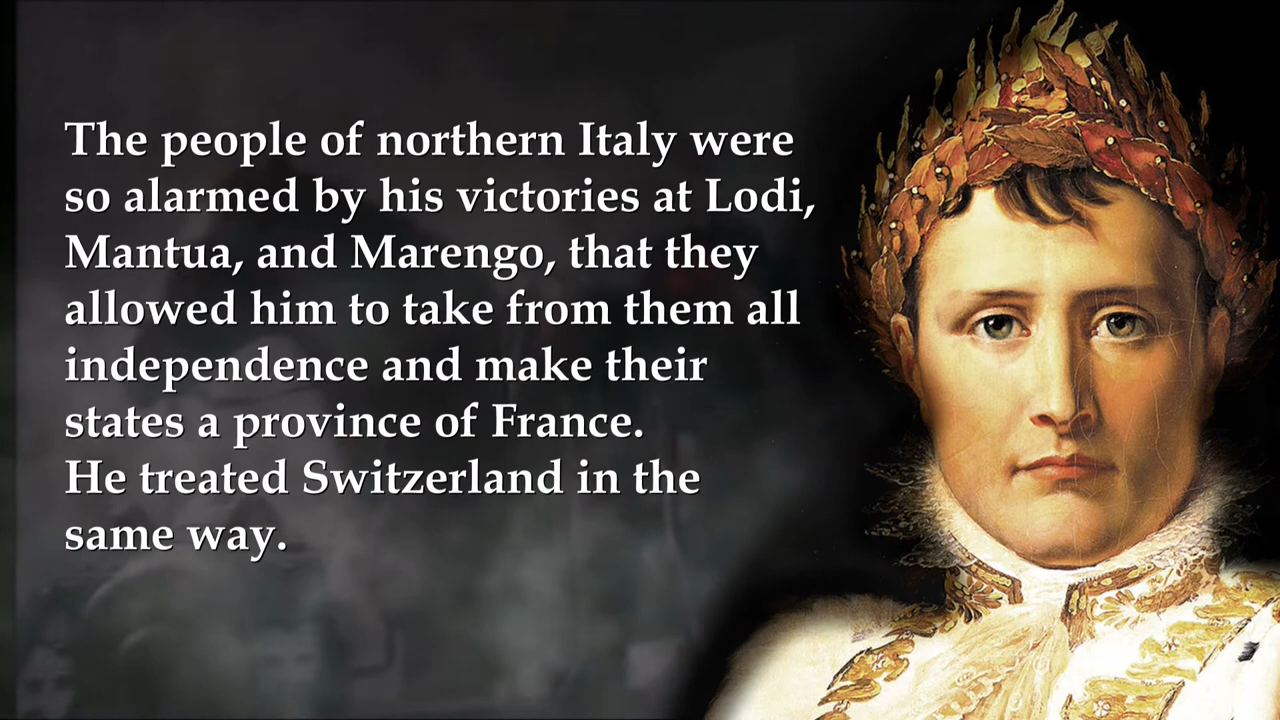 The people of northern Italy were
so alarmed by his victories at Lodi,
Mantua, and Marengo, that they
allowed him to take from them all
independence and make their
states a province of France.
He treated Switzerland in the
same way.